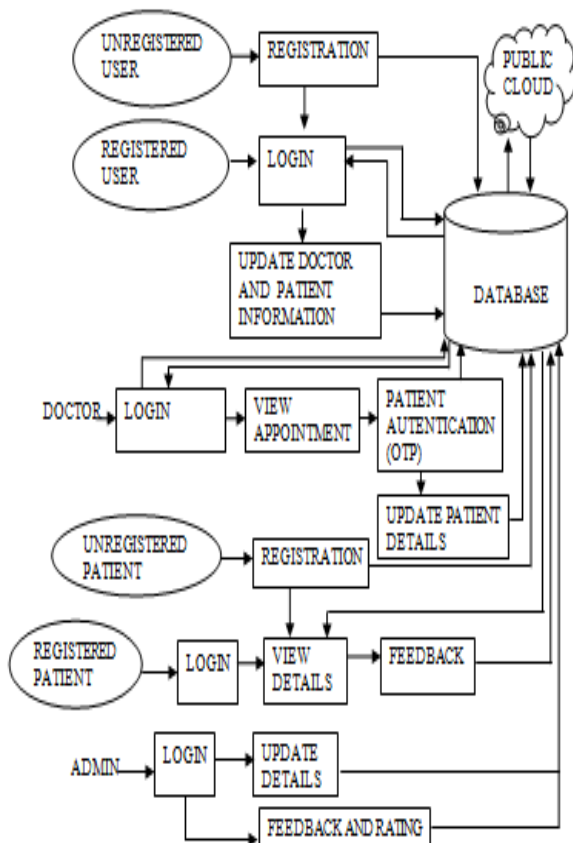 UNREGISTERED
USER
REGISTRATION
PUBLIC
CLOUD
REGISTERED
USER
LOGIN
UPDATE DOCTOR
AND PATIENT
INFORMATION
DATABASE
DOCTOR
LOGIN
VIEW
APPOINTMENT
PATIENT
AUTENTICATION
(OTP)
UPDATE PATIENT
DETAILS
UNREGISTERED
PATIENT
REGISTRATION
REGISTERED
PATIENT
LOGIN
VIEW
DETAILS
FEEDBACK
ADMIN
LOGIN
UPDATE
DETAILS
FEEDBACK AND RATING